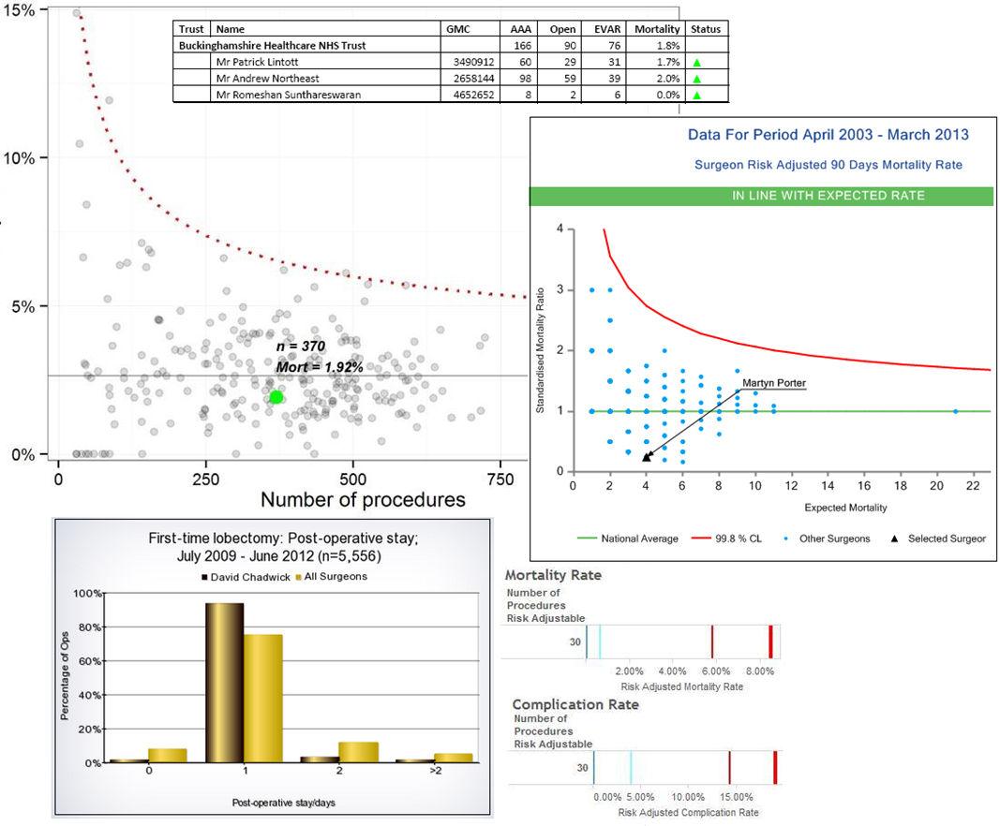 15%
10%
5%
0%
0 250 500 750
Number of procedures
n = 370
Mort = 1.92%
Trust Name GMC AAA Open EVAR Mortality Status
Buckinghamshire Healthcare NHS Trust 166 90 76 1.8%
Mr Patrick Lintott 3490912 60 29 31 1.7%
Mr Andrew Northeast 2658144 98 59 39 2.0%
Mr Romeshan Sunthareswaran 4652652 8 2 6 0.0%
Data For Period April 2003 - March 2013
Surgeon Risk Adjusted 90 Days Mortality Rate
IN LINE WITH EXPECTED RATE
Standardised Mortality Ratio
4
3
2
1
0
Martyn Porter
0 2 4 6 8 10 12 14 16 18 20 22
Expected Mortality
National Average 99.8 % CL Other Surgeons Selected Surgeor
First-time lobectomy: Post-operative stay;
July 2009 - June 2012 (n=5,556)
David Chadwick All Surgeons
Percentage of Ops
100%
80%
60%
40%
20%
0%
0 1 2 >2
Post-operative stay/days
Mortality Rate
Number of
Procedures
Risk Adjustable
30
2.00% 4.00% 6.00% 8.00%
Risk Adjusted Mortality Rate
Complication Rate
Number of
Procedures
Risk Adjustable
30
0.00% 5.00% 10.00% 15.00%
Risk Adjusted Complication Rate